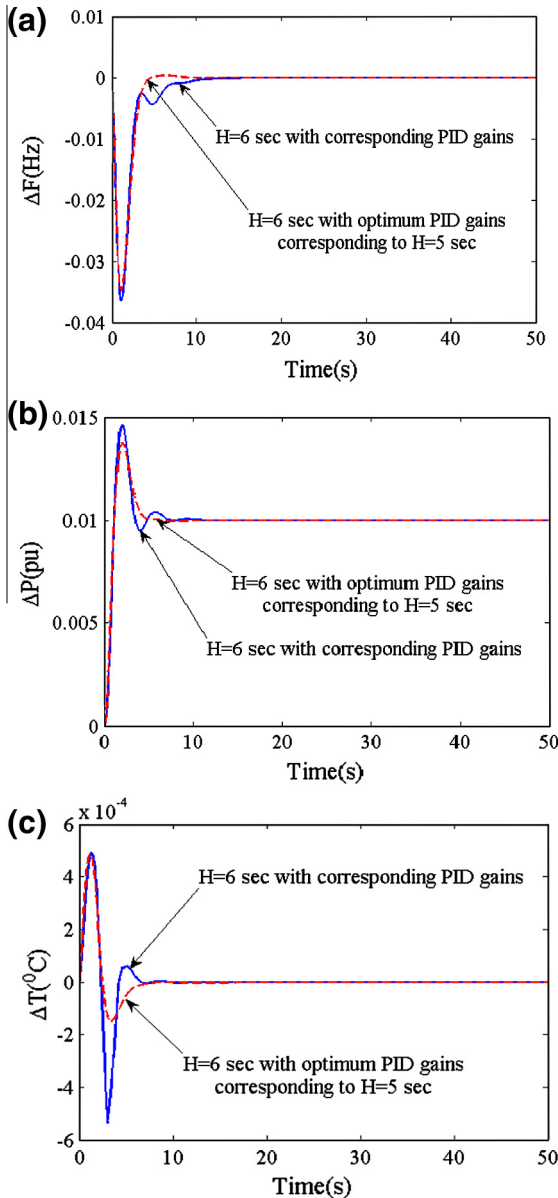 (a)
0.01
0
-0.01
-0.02
-0.03
-0.04
ΔF(Hz)
H=6 sec with corresponding PID gains
H=6 sec with optimum PID gains
corresponding to H=5 sec
0 10 20 30 40 50
Time(s)
(b)
0.015
0.01
0.005
0
ΔP(pu)
H=6 sec with optimum PID gains
corresponding to H=5 sec
H=6 sec with corresponding PID gains
0 10 20 30 40 50
Time(s)
(c)
x 10⁻⁴
6
4
2
0
-2
-4
-6
ΔT(⁰C)
H=6 sec with corresponding PID gains
H=6 sec with optimum PID gains
corresponding to H=5 sec
0 10 20 30 40 50
Time(s)